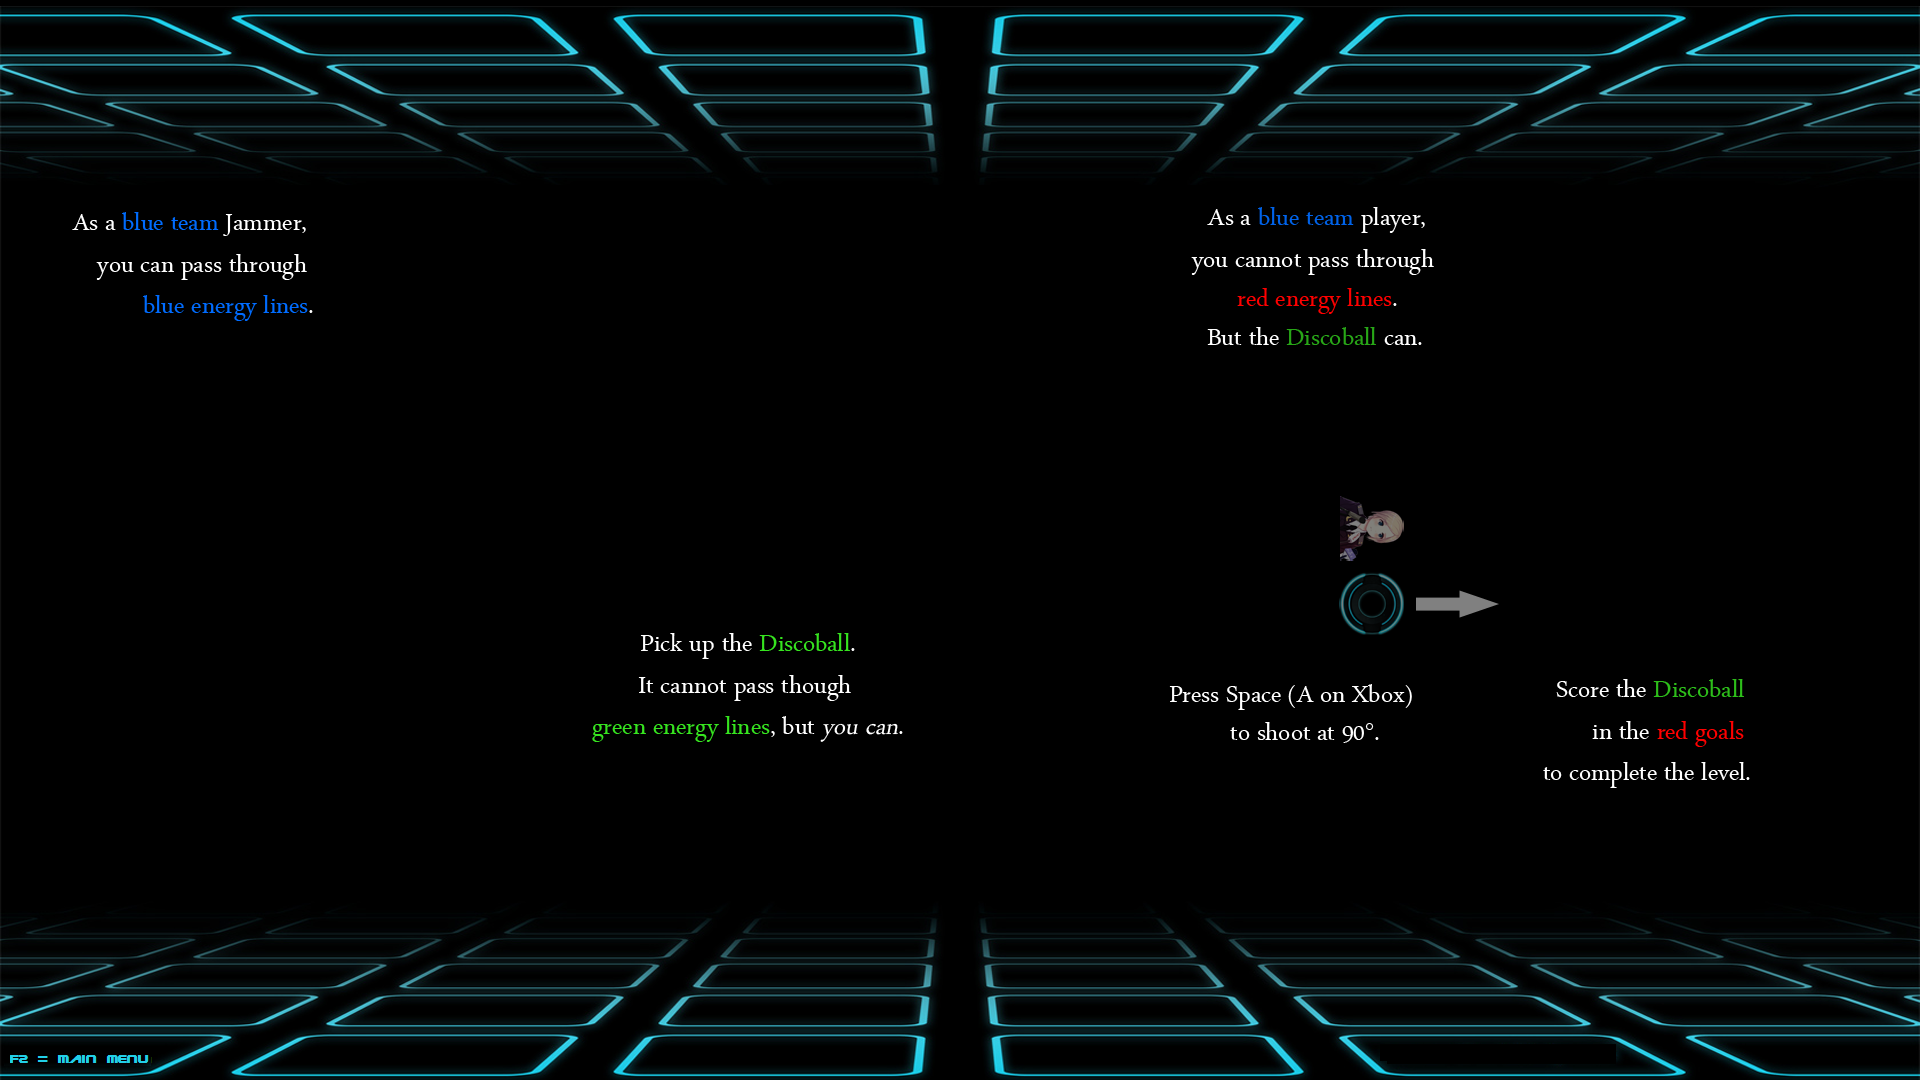 As a blue team Jammer,
you can pass through
blue energy lines.
As a blue team player,
you cannot pass through
red energy lines.
But the Discoball can.
Pick up the Discoball.
It cannot pass though
green energy lines, but you can.
Press Space (A on Xbox)
to shoot at 90°.
Score the Discoball
in the red goals
to complete the level.
F2 = MAIN MENU